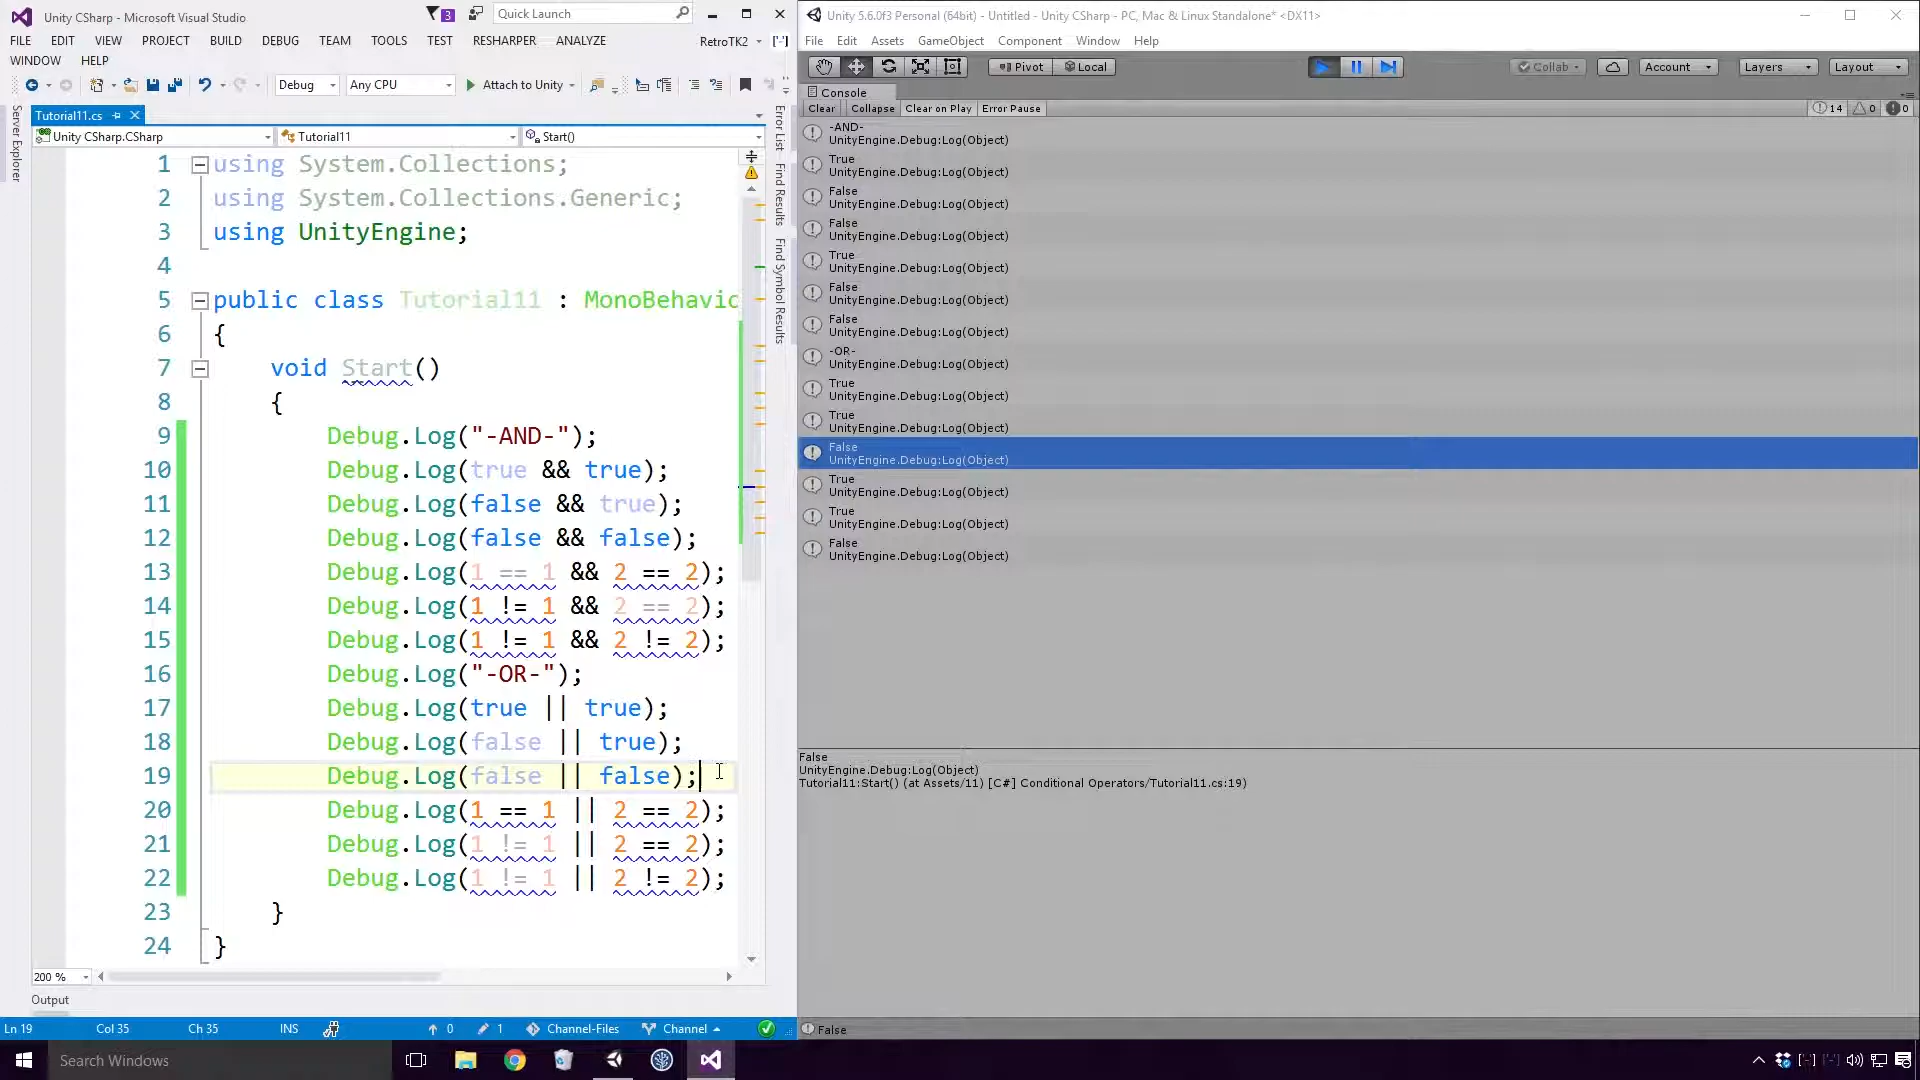 Unity CSharp - Microsoft Visual Studio
3
Quick Launch
FILE EDIT VIEW PROJECT BUILD DEBUG TEAM TOOLS TEST RESHARPER ANALYZE RetroTK2
WINDOW HELP
Debug Any CPU Attach to Unity
Tutorial11.cs
Unity CSharp.CSharp Tutorial11 Start()
Server Explorer
Error List
Find Results
Find Symbol Results
1 using System.Collections;
2 using System.Collections.Generic;
3 using UnityEngine;
4
5 public class Tutorial11 : MonoBehavio
6 {
7 void Start()
8 {
9 Debug.Log("-AND-");
10 Debug.Log(true && true);
11 Debug.Log(false && true);
12 Debug.Log(false && false);
13 Debug.Log(1 == 1 && 2 == 2);
14 Debug.Log(1 != 1 && 2 == 2);
15 Debug.Log(1 != 1 && 2 != 2);
16 Debug.Log("-OR-");
17 Debug.Log(true || true);
18 Debug.Log(false || true);
19 Debug.Log(false || false);
20 Debug.Log(1 == 1 || 2 == 2);
21 Debug.Log(1 != 1 || 2 == 2);
22 Debug.Log(1 != 1 || 2 != 2);
23 }
24 }
200 %
Output
Ln 19 Col 35 Ch 35 INS 0 1 Channel-Files Channel
Search Windows
Unity 5.6.0f3 Personal (64bit) - Untitled - Unity CSharp - PC, Mac & Linux Standalone* <DX11>
File Edit Assets GameObject Component Window Help
Pivot Local Collab Account Layers Layout
Console
Clear Collapse Clear on Play Error Pause 14 0 0
-AND-
UnityEngine.Debug:Log(Object)
True
UnityEngine.Debug:Log(Object)
False
UnityEngine.Debug:Log(Object)
False
UnityEngine.Debug:Log(Object)
True
UnityEngine.Debug:Log(Object)
False
UnityEngine.Debug:Log(Object)
False
UnityEngine.Debug:Log(Object)
-OR-
UnityEngine.Debug:Log(Object)
True
UnityEngine.Debug:Log(Object)
True
UnityEngine.Debug:Log(Object)
False
UnityEngine.Debug:Log(Object)
True
UnityEngine.Debug:Log(Object)
True
UnityEngine.Debug:Log(Object)
False
UnityEngine.Debug:Log(Object)
False
UnityEngine.Debug:Log(Object)
Tutorial11:Start() (at Assets/11) [C#] Conditional Operators/Tutorial11.cs:19)
False